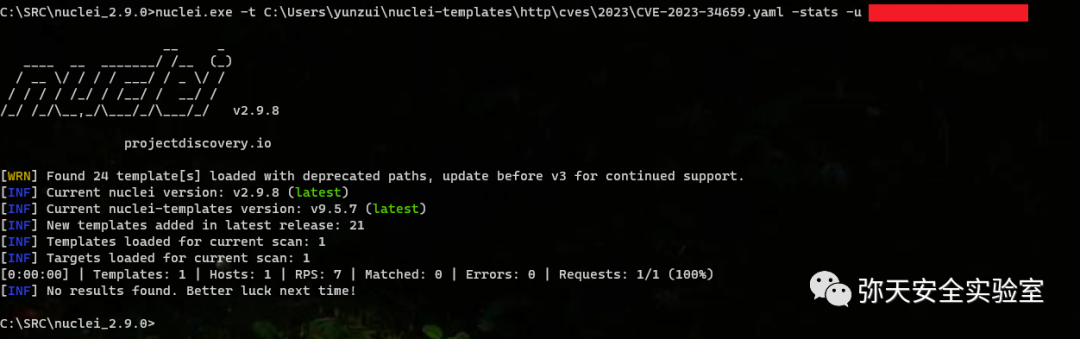 C:\SRC\nuclei_2.9.0>nuclei.exe -t C:\Users\yunzui\nuclei-templates\http\cves\2023\CVE-2023-34659.yaml -stats -u
nuclei v2.9.8
projectdiscovery.io
[WRN] Found 24 template[s] loaded with deprecated paths, update before v3 for continued support.
[INF] Current nuclei version: v2.9.8 (latest)
[INF] Current nuclei-templates version: v9.5.7 (latest)
[INF] New templates added in latest release: 21
[INF] Templates loaded for current scan: 1
[INF] Targets loaded for current scan: 1
[0:00:00] | Templates: 1 | Hosts: 1 | RPS: 7 | Matched: 0 | Errors: 0 | Requests: 1/1 (100%)
[INF] No results found. Better luck next time!
弥天安全实验室
C:\SRC\nuclei_2.9.0>